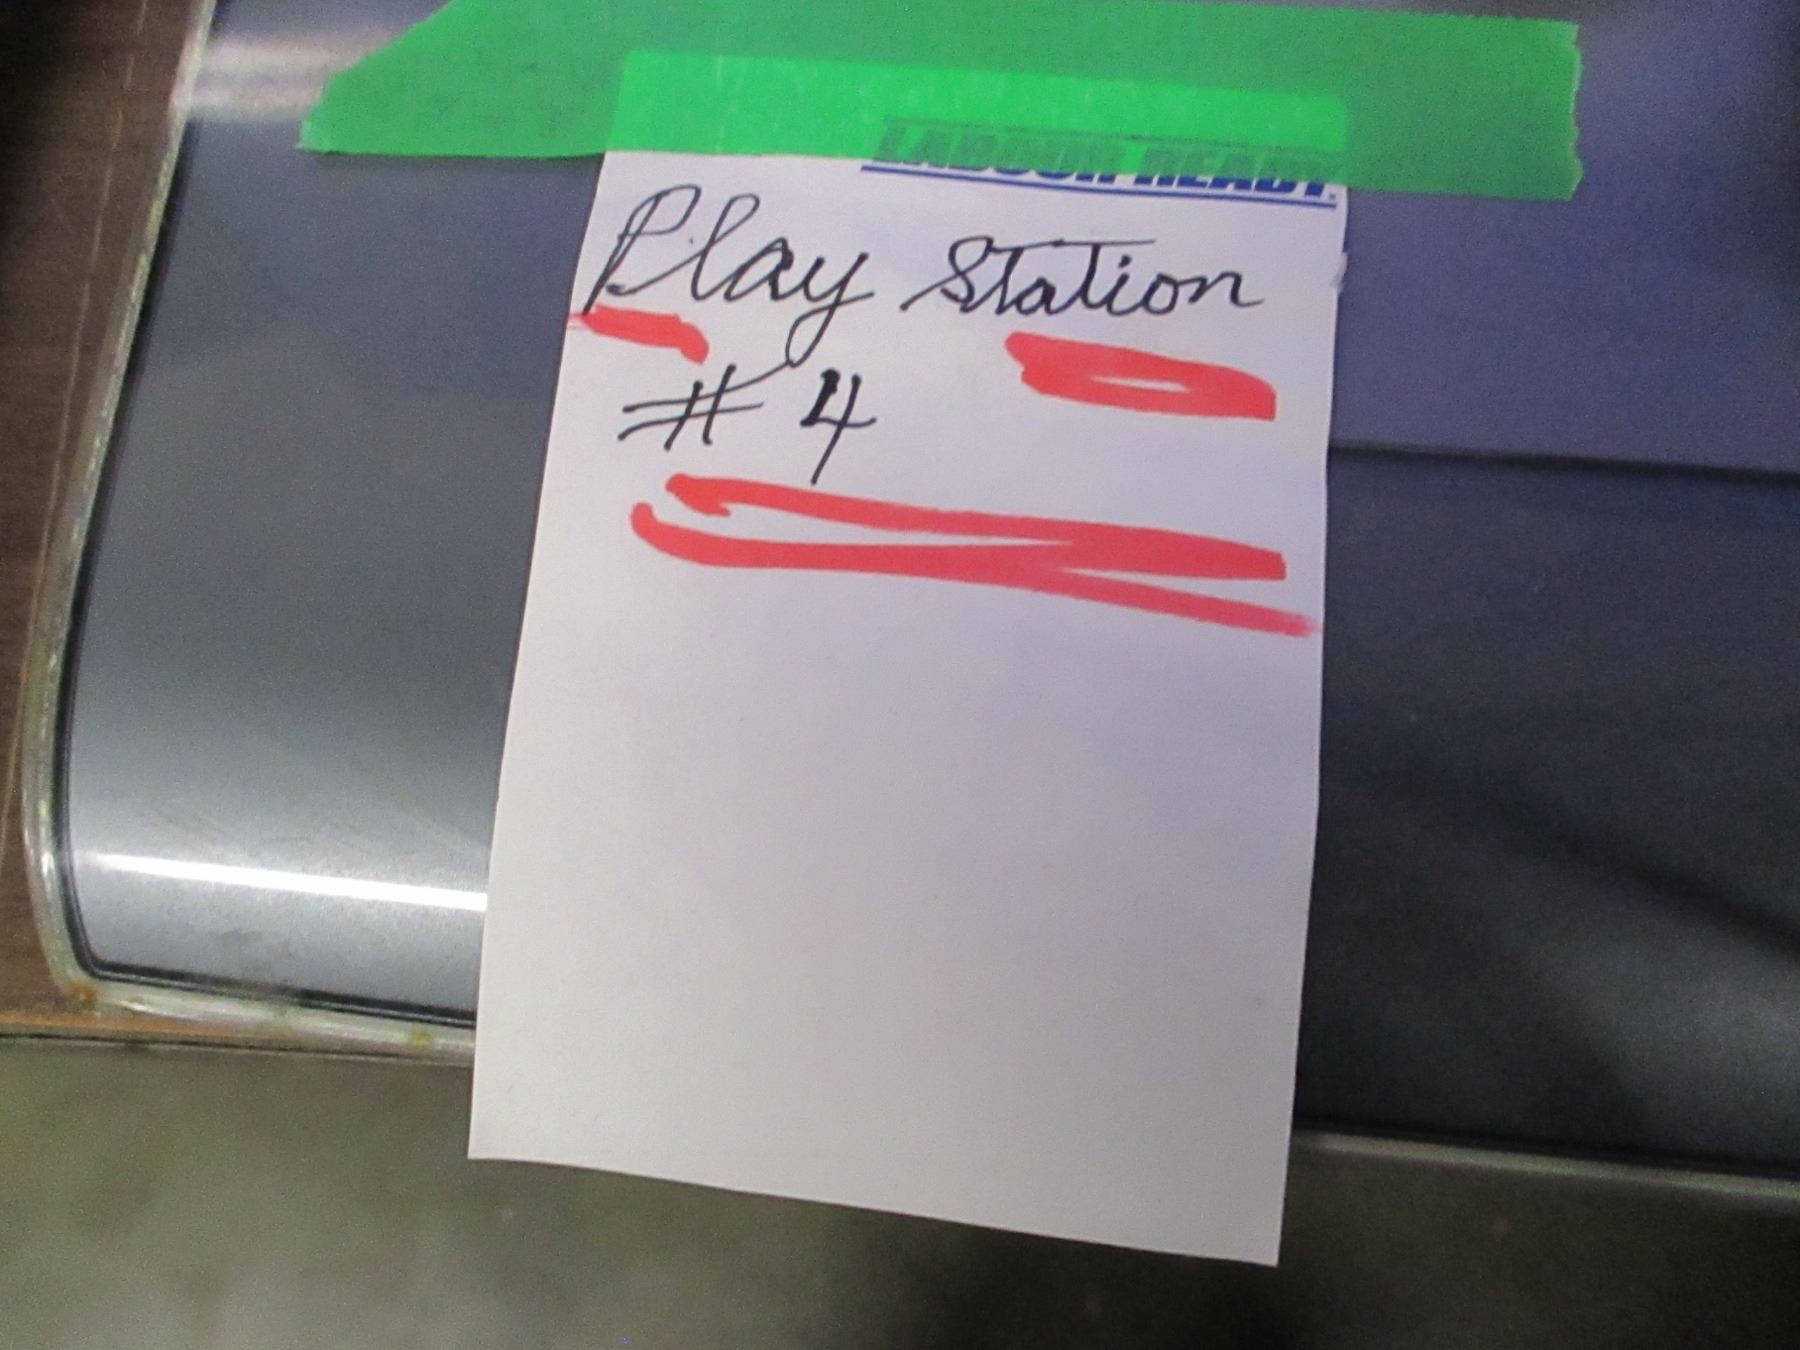 LABOUR READY.
Play Station
# 4